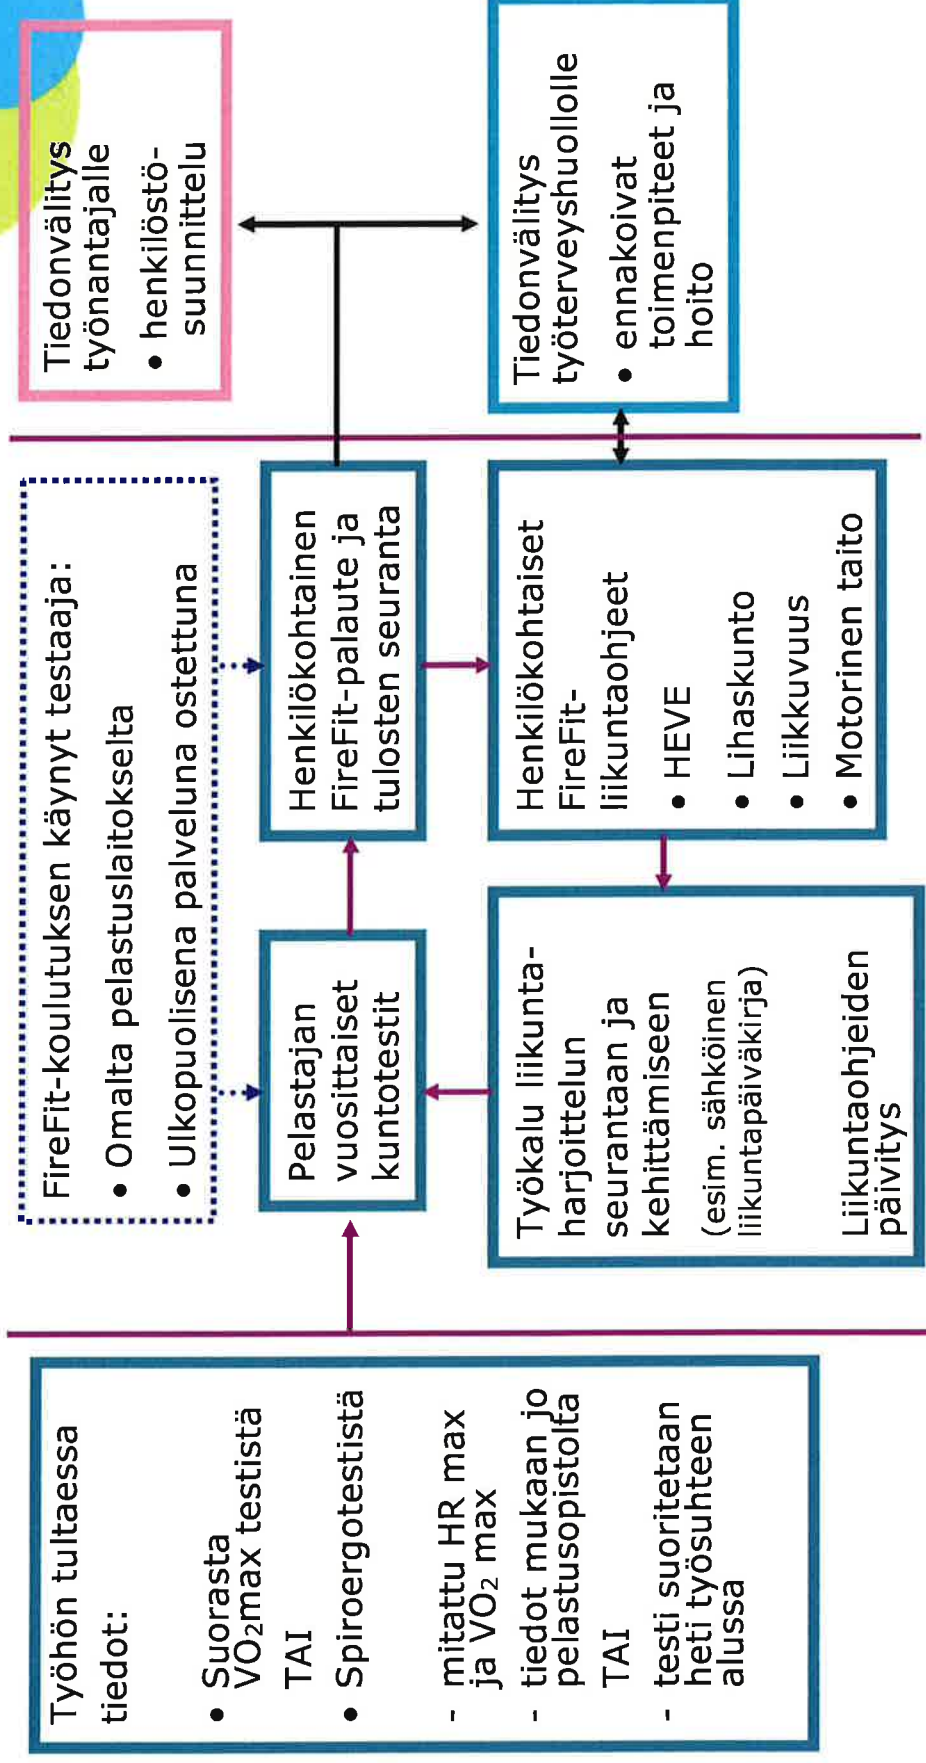 Työhön tultaessa
tiedot:
• Suorasta
VO₂max testistä
TAI
• Spiroergotestistä
- mitattu HR max
ja VO₂ max
- tiedot mukaan jo
pelastusopistolta
TAI
- testi suoritetaan
heti työsuhteen
alussa
FireFit-koulutuksen käynyt testaaja:
• Omalta pelastuslaitokselta
• Ulkopuolisena palveluna ostettuna
Pelastajan
vuosittaiset
kuntotestit
Henkilöhtainen
FireFit-palaute ja
tulosten seuranta
Työkalu liikunta-
harjoittelun
seurantaan ja
kehittämiseen
(esim. sähköinen
liikuntapäiväkirja)
Liikuntaohjeiden
päivitys
Henkilökohtaiset
FireFit-
liikuntaohjeet
• HEVE
• Lihaskunto
• Liikkuvuus
• Motorinen taito
Tiedonvälitys
työnantajalle
• henkilöstö-
suunnittelu
Tiedonvälitys
työterveyshuollolle
• ennakoivat
toimenpiteet ja
hoito